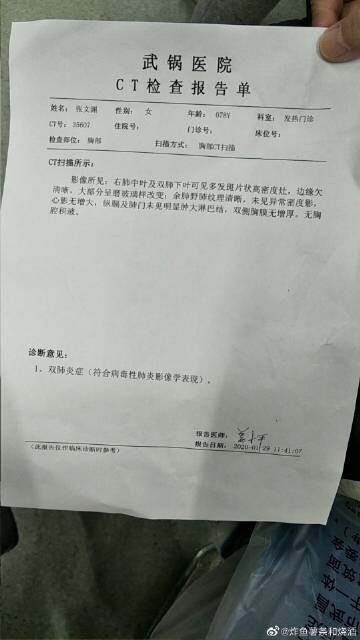 武锅医院
CT检查报告单
姓名: 张文渊 性别: 女 年龄: 078Y 科室: 发热门诊
CT号: 35607 住院号: 门诊号: 床位号:
检查部位: 胸部 扫描方式: 胸部CT扫描
CT扫描所示:
影像所见: 右肺中叶及双肺下叶可见多发斑片状高密度灶, 边缘欠
清晰, 大部分呈磨玻璃样改变; 余肺野肺纹理清晰, 未见异常密度影,
心影无增大, 纵膈及肺门未见明显肿大淋巴结, 双侧胸膜无增厚。无胸
腔积液。
诊断意见:
1、双肺炎症(符合病毒性肺炎影像学表现)。
报告医师:
报告日期: 2020-01-29 11:41:07
(此报告仅作临床诊断时参考)
@炸鱼薯条和烧酒